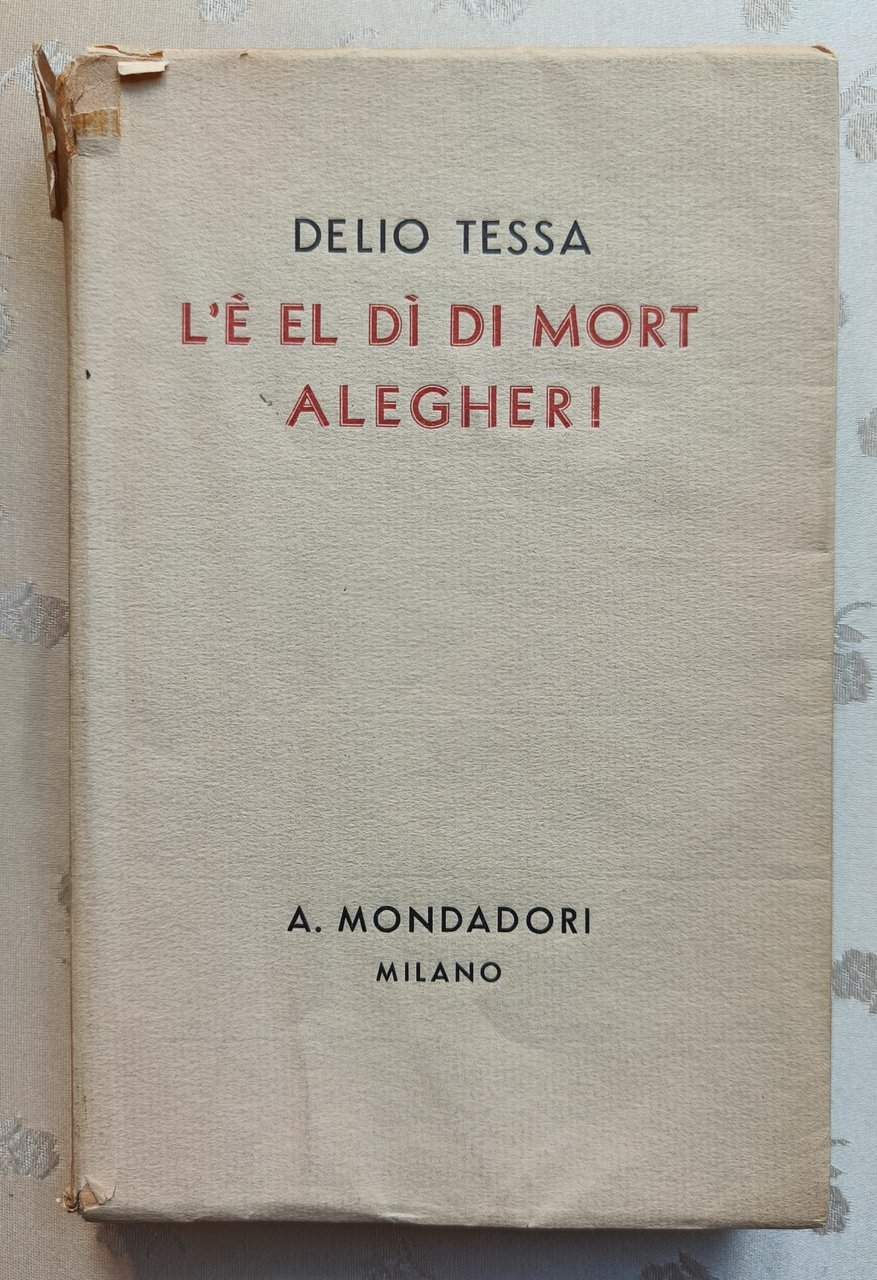 DELIO TESSA
L'È EL DÌ DI MORT
ALEGHER!
A. MONDADORI
MILANO